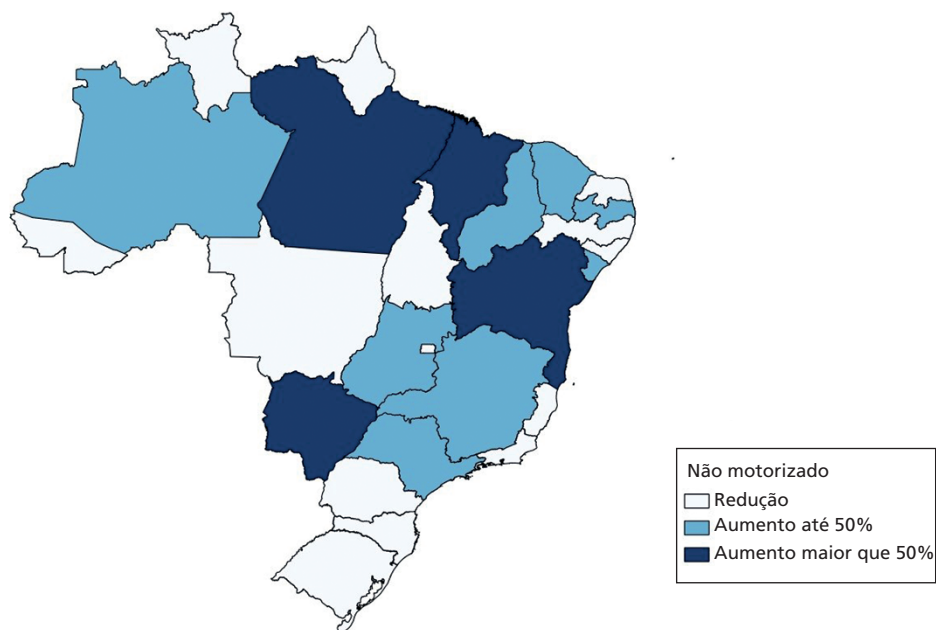 Não motorizado
Redução
Aumento até 50%
Aumento maior que 50%